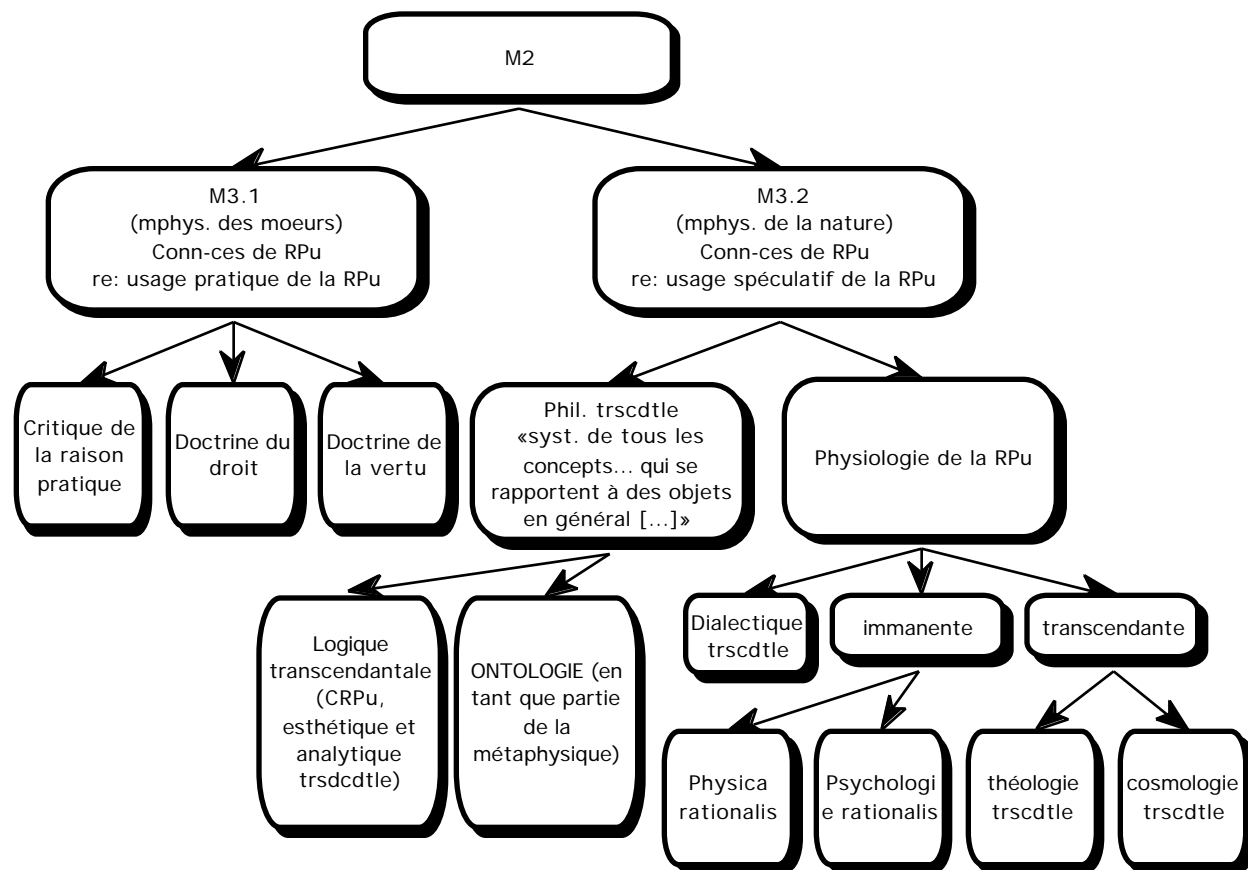 M2
M3.1
(mphys. des moeurs)
Conn-ces de RPu
re: usage pratique de la RPu
M3.2
(mphys. de la nature)
Conn-ces de RPu
re: usage spéculatif de la RPu
Critique de
la raison
pratique
Doctrine du
droit
Doctrine de
la vertu
Phil. trscdtle
«syst. de tous les
concepts... qui se
rapportent à des objets
en général [...]»
Physiologie de la RPu
Logique
transcendantale
(CRPu,
esthétique et
analytique
trsdcdtle)
ONTOLOGIE (en
tant que partie
de la
métaphysique)
Dialectique
trscdtle
immanente
transcendante
Physica
rationalis
Psychologi
e rationalis
théologie
trscdtle
cosmologie
trscdtle